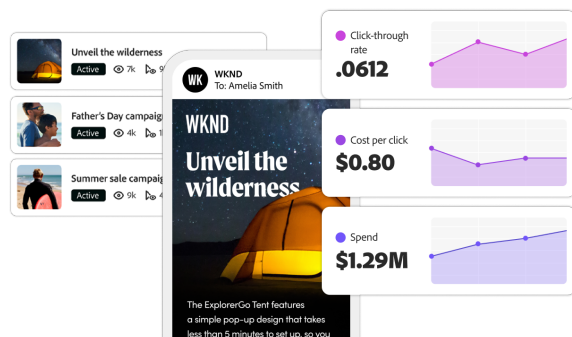 Unveil the wilderness
Active 7k
Father's Day
Active 4k
Summer sale
Active 9k
WK
WKND
To: Amelia Smith
WKND
Unveil the
wilderness
The ExplorerGo Tent features
a simple pop-up design that takes
less than 5 minutes to set up, so you
Click-through
rate
.0612
Cost per click
$0.80
Spend
$1.29M